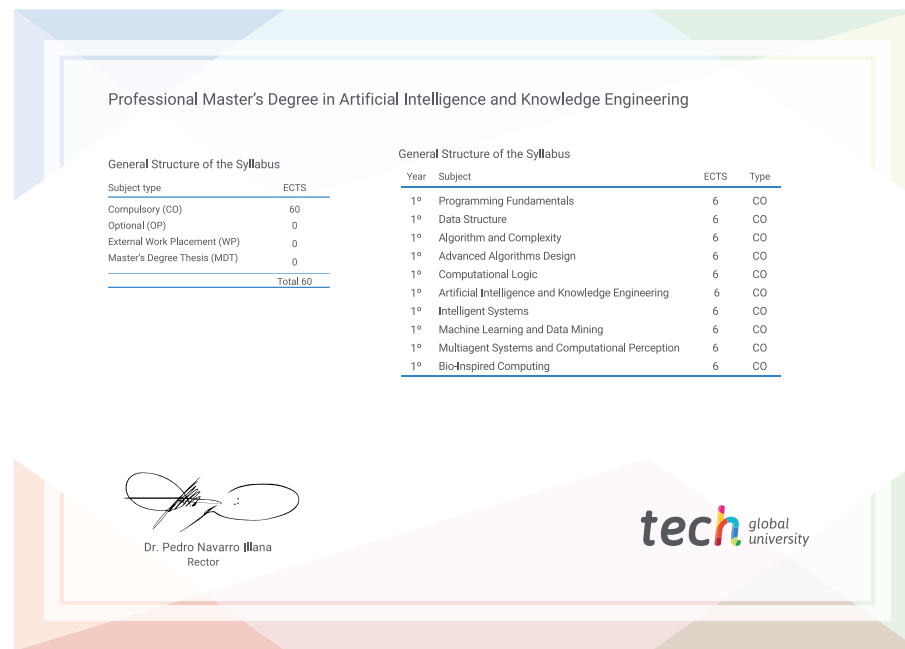 Professional Master's Degree in Artificial Intelligence and Knowledge Engineering
General Structure of the Syllabus
Subject type ECTS
Compulsory (CO) 60
Optional (OP) 0
External Work Placement (WP) 0
Master's Degree Thesis (MDT) 0
Total 60
General Structure of the Syllabus
Year Subject ECTS Type
1º Programming Fundamentals 6 CO
1º Data Structure 6 CO
1º Algorithm and Complexity 6 CO
1º Advanced Algorithms Design 6 CO
1º Computational Logic 6 CO
1º Artificial Intelligence and Knowledge Engineering 6 CO
1º Intelligent Systems 6 CO
1º Machine Learning and Data Mining 6 CO
1º Multiagent Systems and Computational Perception 6 CO
1º Bio-Inspired Computing 6 CO
Dr. Pedro Navarro Illana
Rector
tech global
university